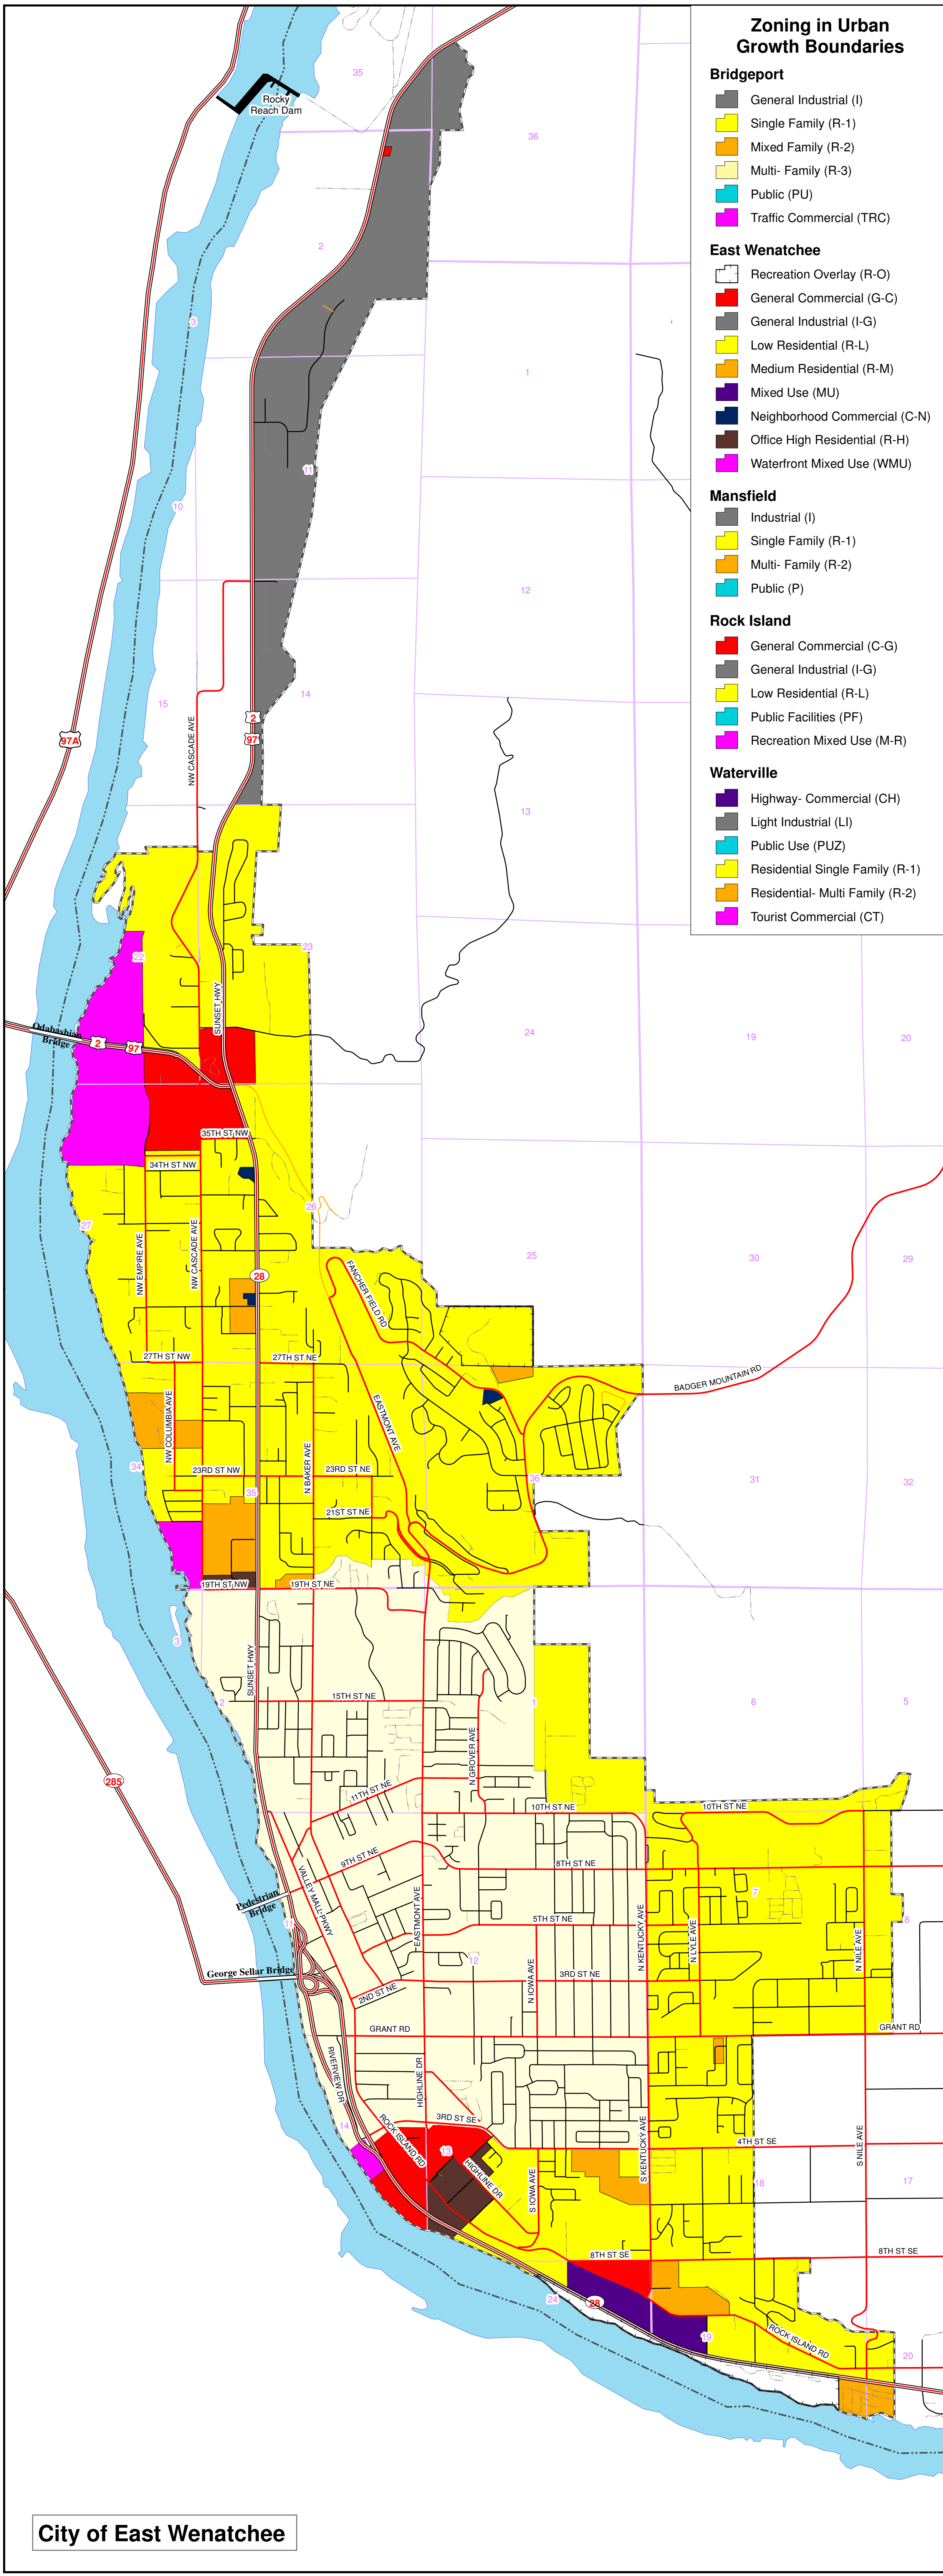 Zoning in Urban
Growth Boundaries
Bridgeport
General Industrial (I)
Single Family (R-1)
Mixed Family (R-2)
Multi- Family (R-3)
Public (PU)
Traffic Commercial (TRC)
East Wenatchee
Recreation Overlay (R-O)
General Commercial (G-C)
General Industrial (I-G)
Low Residential (R-L)
Medium Residential (R-M)
Mixed Use (MU)
Neighborhood Commercial (C-N)
Office High Residential (R-H)
Waterfront Mixed Use (WMU)
Mansfield
Industrial (I)
Single Family (R-1)
Multi- Family (R-2)
Public (P)
Rock Island
General Commercial (C-G)
General Industrial (I-G)
Low Residential (R-L)
Public Facilities (PF)
Recreation Mixed Use (M-R)
Waterville
Highway- Commercial (CH)
Light Industrial (LI)
Public Use (PUZ)
Residential Single Family (R-1)
Residential- Multi Family (R-2)
Tourist Commercial (CT)
35
Rocky
Reach Dam
36
2
3
1
11
10
12
14
15
2
97
97A
NW CASCADE AVE
13
23
22
SUNSET HWY
Odabashian
Bridge
2
97
24
19
20
35TH ST NW
34TH ST NW
26
27
NW EMPIRE AVE
NW CASCADE AVE
25
30
29
28
FANCHER FIELD RD
27TH ST NW
27TH ST NE
BADGER MOUNTAIN RD
NW COLUMBIA AVE
EASTMONT AVE
N BAKER AVE
34
23RD ST NW
23RD ST NE
36
31
32
35
21ST ST NE
19TH ST NW
19TH ST NE
3
SUNSET HWY
2
15TH ST NE
1
6
5
N GROVER AVE
285
11TH ST NE
10TH ST NE
10TH ST NE
9TH ST NE
8TH ST NE
VALLEY MALL PKWY
7
Pedestrian
Bridge
11
EASTMONT AVE
5TH ST NE
N KENTUCKY AVE
N LYLE AVE
N NILE AVE
8
12
George Sellar Bridge
N IOWA AVE
3RD ST NE
2ND ST NE
GRANT RD
GRANT RD
RIVERVIEW DR
HIGHLINE DR
14
ROCK ISLAND RD
3RD ST SE
13
HIGHLINE DR
S IOWA AVE
S KENTUCKY AVE
4TH ST SE
S NILE AVE
18
17
8TH ST SE
8TH ST SE
24
28
19
ROCK ISLAND RD
20
City of East Wenatchee